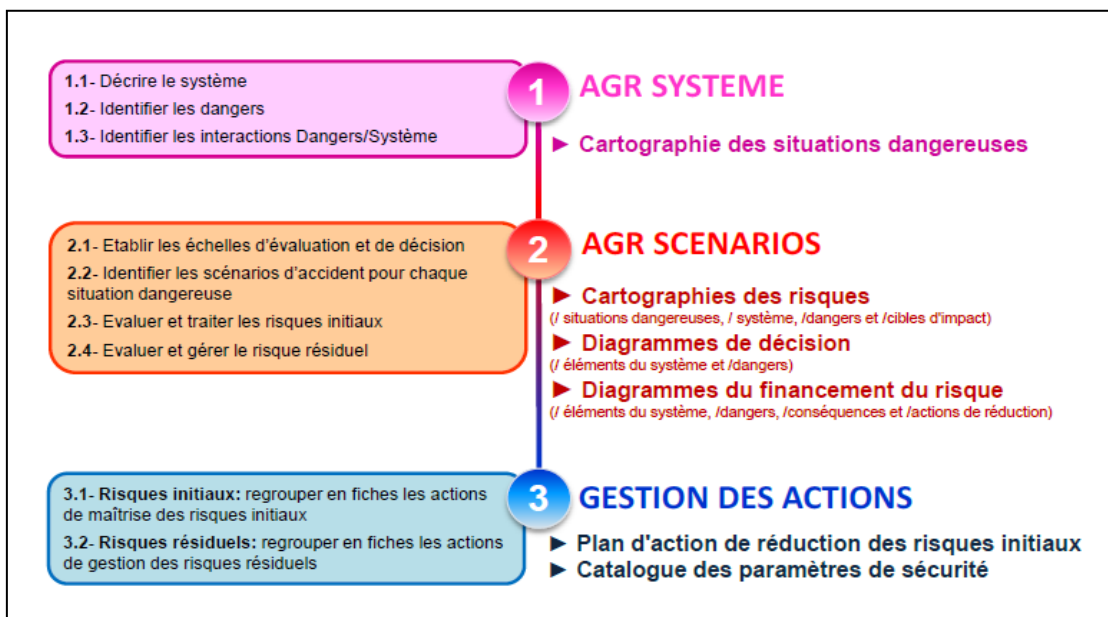 1.1- Décrire le système
1.2- Identifier les dangers
1.3- Identifier les interactions Dangers/Système
1
AGR SYSTEME
► Cartographie des situations dangereuses
2.1- Etablir les échelles d'évaluation et de décision
2.2- Identifier les scénarios d'accident pour chaque
situation dangereuse
2.3- Evaluer et traiter les risques initiaux
2.4- Evaluer et gérer le risque résiduel
2
AGR SCENARIOS
► Cartographies des risques
(/ situations dangereuses, / système, /dangers et /cibles d'impact)
► Diagrammes de décision
(/ éléments du système et /dangers)
► Diagrammes du financement du risque
(/ éléments du système, /dangers, /conséquences et /actions de réduction)
3.1- Risques initiaux: regrouper en fiches les actions
de maîtrise des risques initiaux
3.2- Risques résiduels: regrouper en fiches les actions
de gestion des risques résiduels
3
GESTION DES ACTIONS
► Plan d'action de réduction des risques initiaux
► Catalogue des paramètres de sécurité